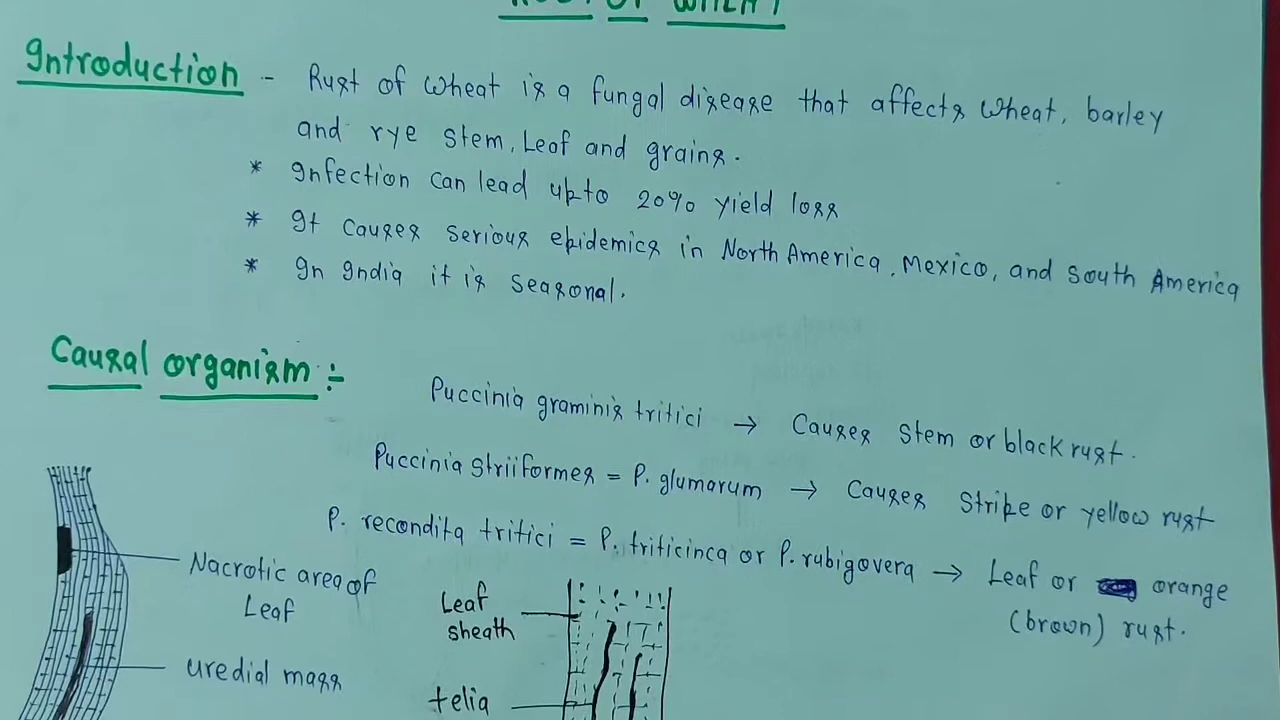 RUST OF WHEAT
Introduction - Rust of wheat is a fungal disease that affects wheat, barley
and rye stem, Leaf and grains.
* Infection can lead upto 20% yield loss
* It causes serious epidemics in North America, Mexico, and South America
* In India it is seasonal.
Causal organism :-
Puccinia graminis tritici → Causes stem or black rust.
Puccinia striiformes = P. glumarum → Causes Stripe or yellow rust
P. recondita tritici = P. triticinca or P. rubigovera → Leaf or orange
(brown) rust.
Nacrotic area of
Leaf
uredial mass
Leaf
sheath
telia